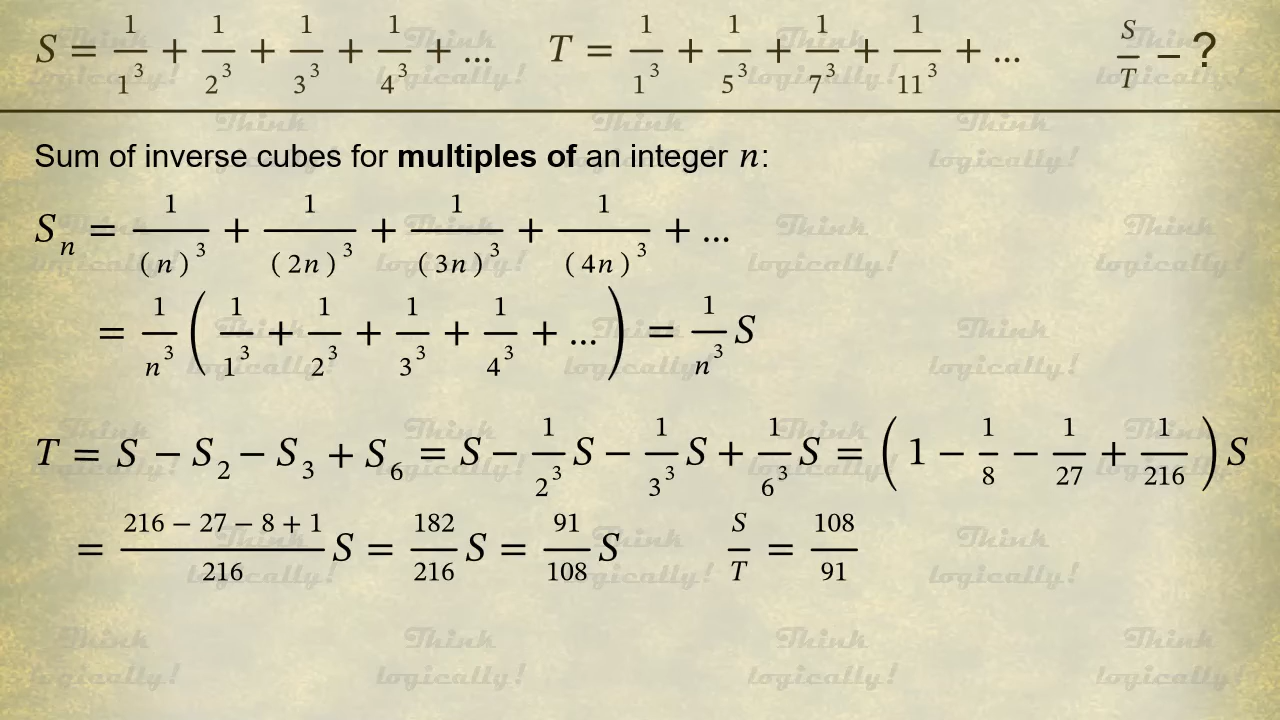 S = 1/1³ + 1/2³ + 1/3³ + 1/4³ + ... T = 1/1³ + 1/5³ + 1/7³ + 1/11³ + ... S/T − ?
Sum of inverse cubes for multiples of an integer n:
Sₙ = 1/(n)³ + 1/(2n)³ + 1/(3n)³ + 1/(4n)³ + ...
= 1/n³ ( 1/1³ + 1/2³ + 1/3³ + 1/4³ + ... ) = 1/n³ S
T = S − S₂ − S₃ + S₆ = S − 1/2³ S − 1/3³ S + 1/6³ S = ( 1 − 1/8 − 1/27 + 1/216 ) S
= (216 − 27 − 8 + 1)/216 S = 182/216 S = 91/108 S S/T = 108/91
Think logically!